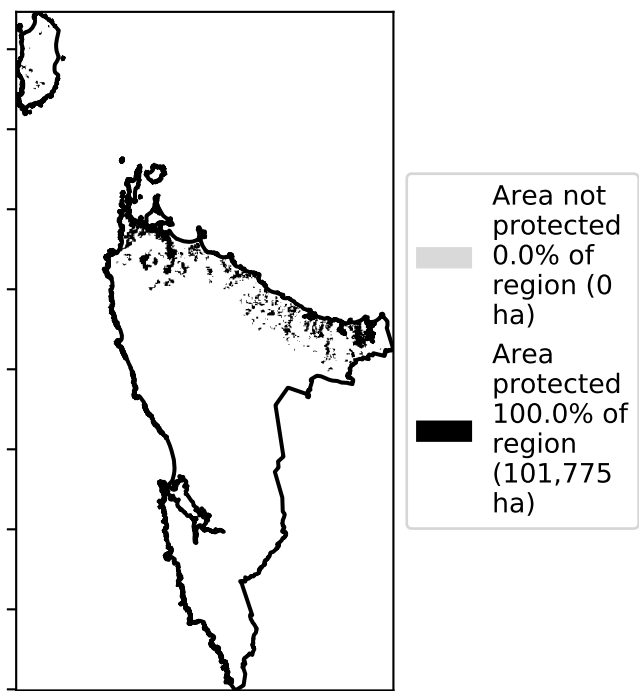 Area not
protected
0.0% of
region (0
ha)
Area
protected
100.0% of
region
(101,775
ha)